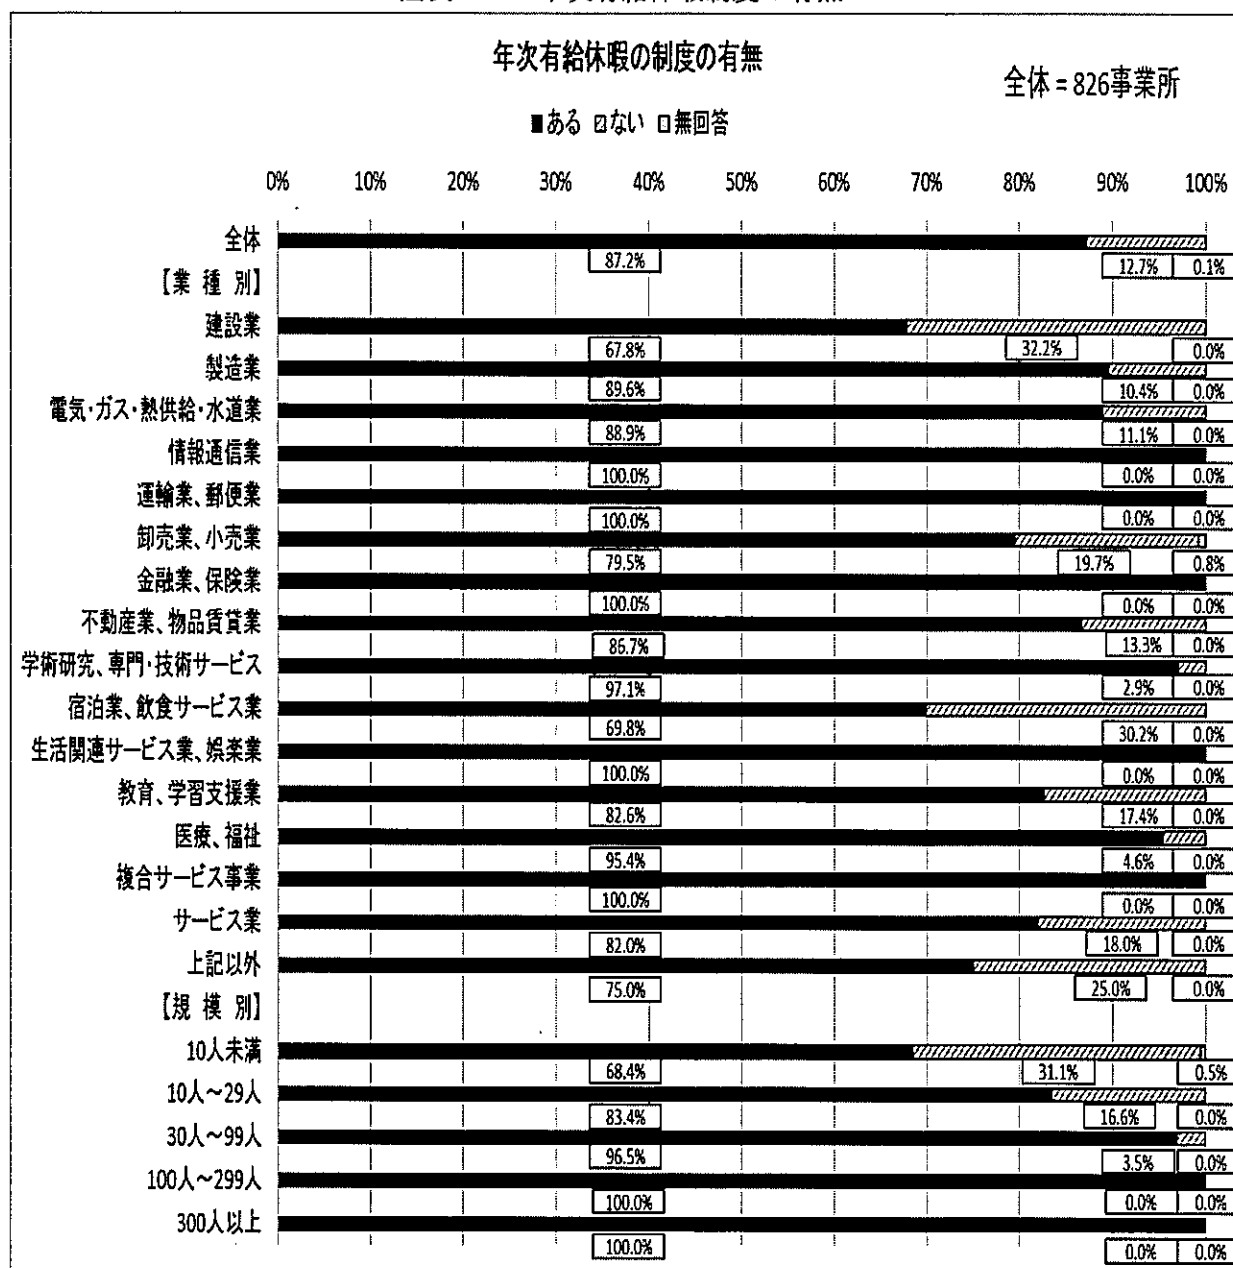 年次有給休暇の制度の有無
全体=826事業所
■ある ▨ない □無回答
0% 10% 20% 30% 40% 50% 60% 70% 80% 90% 100%
全体
87.2% 12.7% 0.1%
【業 種 別】
建設業
67.8% 32.2% 0.0%
製造業
89.6% 10.4% 0.0%
電気・ガス・熱供給・水道業
88.9% 11.1% 0.0%
情報通信業
100.0% 0.0% 0.0%
運輸業、郵便業
100.0% 0.0% 0.0%
卸売業、小売業
79.5% 19.7% 0.8%
金融業、保険業
100.0% 0.0% 0.0%
不動産業、物品賃貸業
86.7% 13.3% 0.0%
学術研究、専門・技術サービス
97.1% 2.9% 0.0%
宿泊業、飲食サービス業
69.8% 30.2% 0.0%
生活関連サービス業、娯楽業
100.0% 0.0% 0.0%
教育、学習支援業
82.6% 17.4% 0.0%
医療、福祉
95.4% 4.6% 0.0%
複合サービス事業
100.0% 0.0% 0.0%
サービス業
82.0% 18.0% 0.0%
上記以外
75.0% 25.0% 0.0%
【規 模 別】
10人未満
68.4% 31.1% 0.5%
10人～29人
83.4% 16.6% 0.0%
30人～99人
96.5% 3.5% 0.0%
100人～299人
100.0% 0.0% 0.0%
300人以上
100.0% 0.0% 0.0%